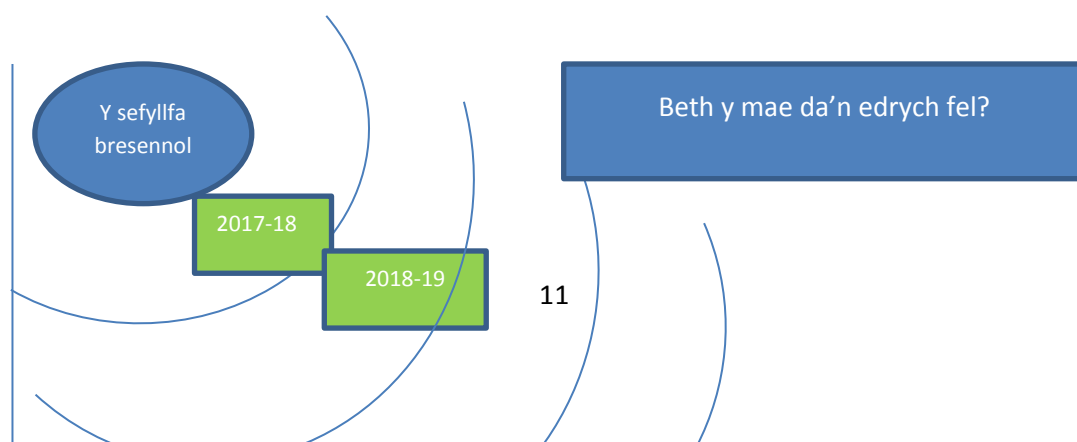 Y sefyllfa
bresennol
Beth y mae da’n edrych fel?
2017-18
2018-19
11